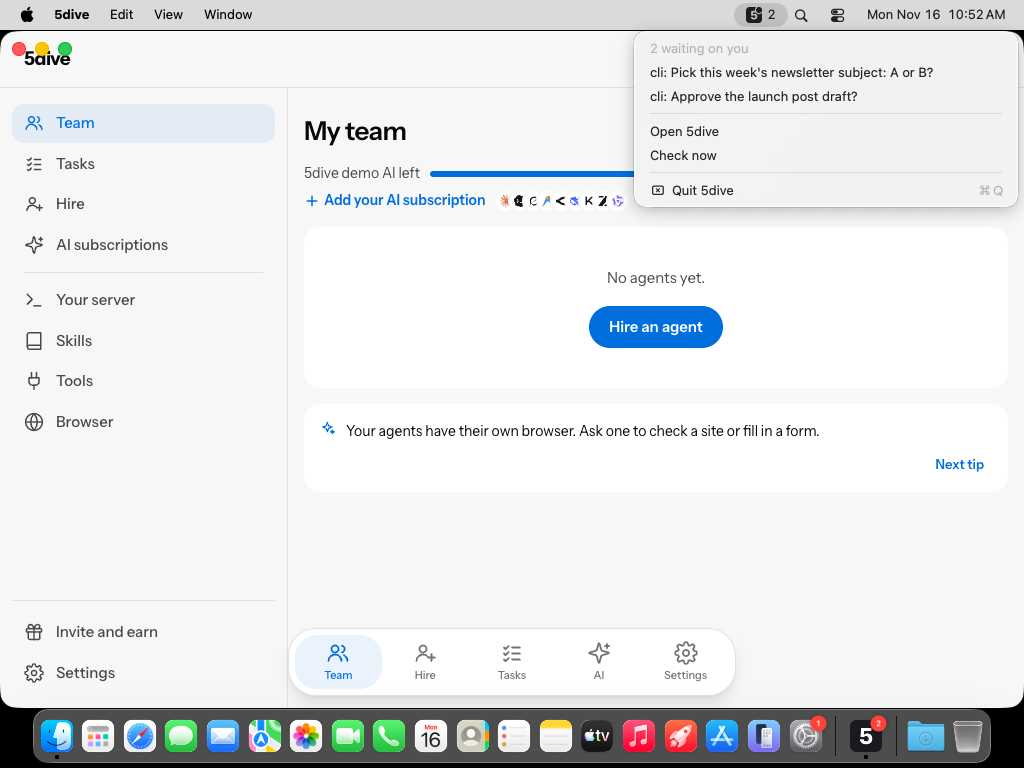 5dive Edit View Window 5 2 Mon Nov 16 10:52 AM
5dive
2 waiting on you
cli: Pick this week's newsletter subject: A or B?
cli: Approve the launch post draft?
Open 5dive
Check now
Quit 5dive ⌘ Q
Team
Tasks
Hire
AI subscriptions
Your server
Skills
Tools
Browser
Invite and earn
Settings
My team
5dive demo AI left
+ Add your AI subscription
No agents yet.
Hire an agent
Your agents have their own browser. Ask one to check a site or fill in a form.
Next tip
Team Hire Tasks AI Settings
Mon
16
tv
1
5
2